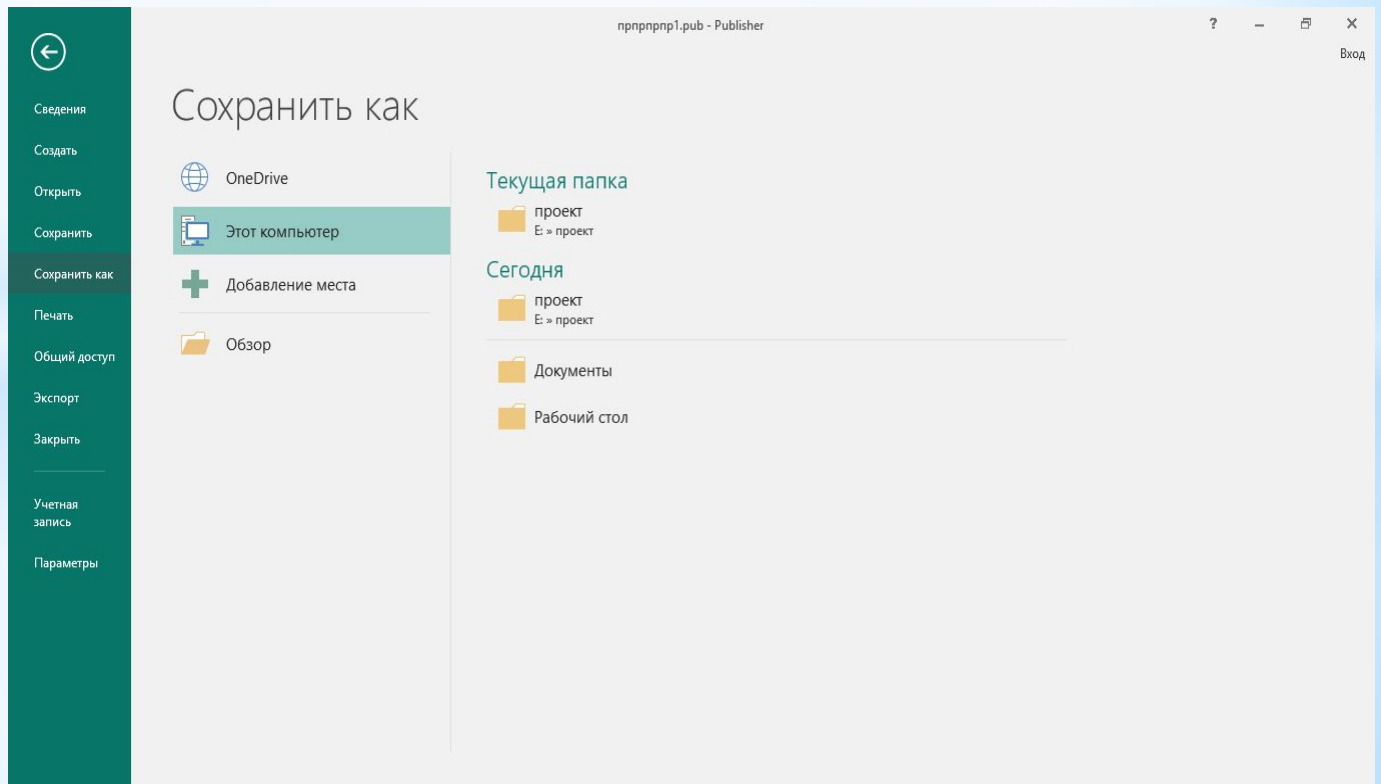 прпрпрпр1.pub - Publisher
?
Вход
Сведения
Создать
Открыть
Сохранить
Сохранить как
Печать
Общий доступ
Экспорт
Закрыть
Учетная
запись
Параметры
Сохранить как
OneDrive
Этот компьютер
Добавление места
Обзор
Текущая папка
проект
E: » проект
Сегодня
проект
E: » проект
Документы
Рабочий стол